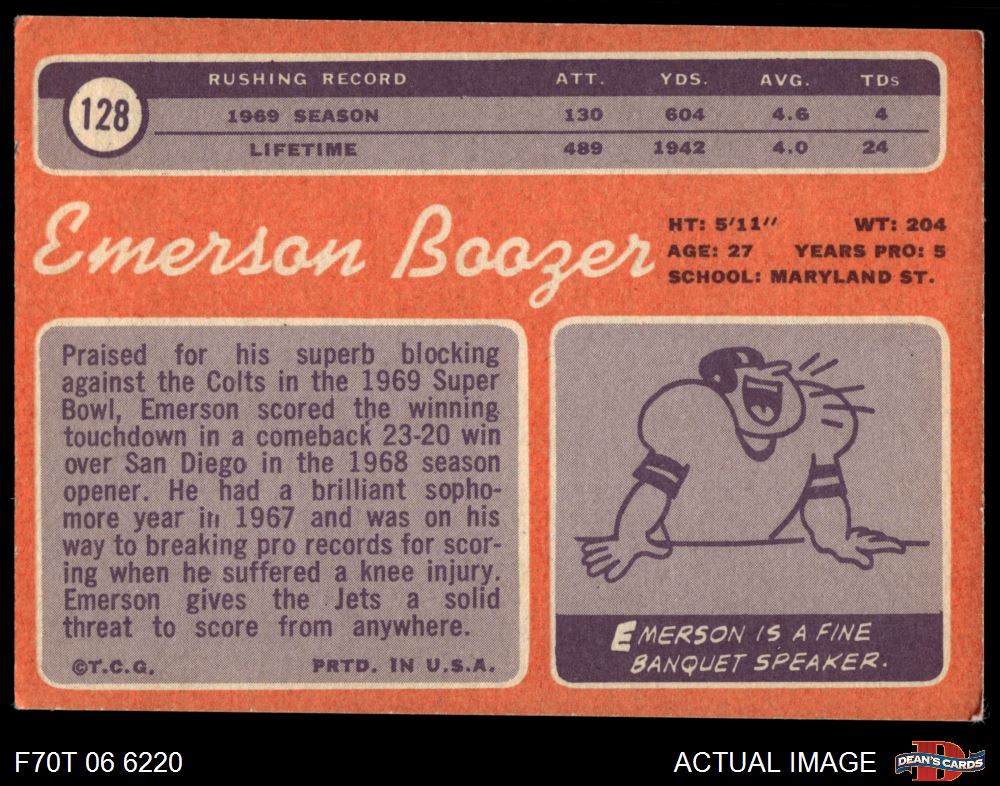 128
RUSHING RECORD ATT. YDS. AVG. TDs
1969 SEASON 130 604 4.6 4
LIFETIME 489 1942 4.0 24
Emerson Boozer
HT: 5'11" WT: 204
AGE: 27 YEARS PRO: 5
SCHOOL: MARYLAND ST.
Praised for his superb blocking
against the Colts in the 1969 Super
Bowl, Emerson scored the winning
touchdown in a comeback 23-20 win
over San Diego in the 1968 season
opener. He had a brilliant sopho-
more year in 1967 and was on his
way to breaking pro records for scor-
ing when he suffered a knee injury.
Emerson gives the Jets a solid
threat to score from anywhere.
©T.C.G. PRTD. IN U.S.A.
EMERSON IS A FINE
BANQUET SPEAKER.
F70T 06 6220
ACTUAL IMAGE
D
DEAN'S CARDS